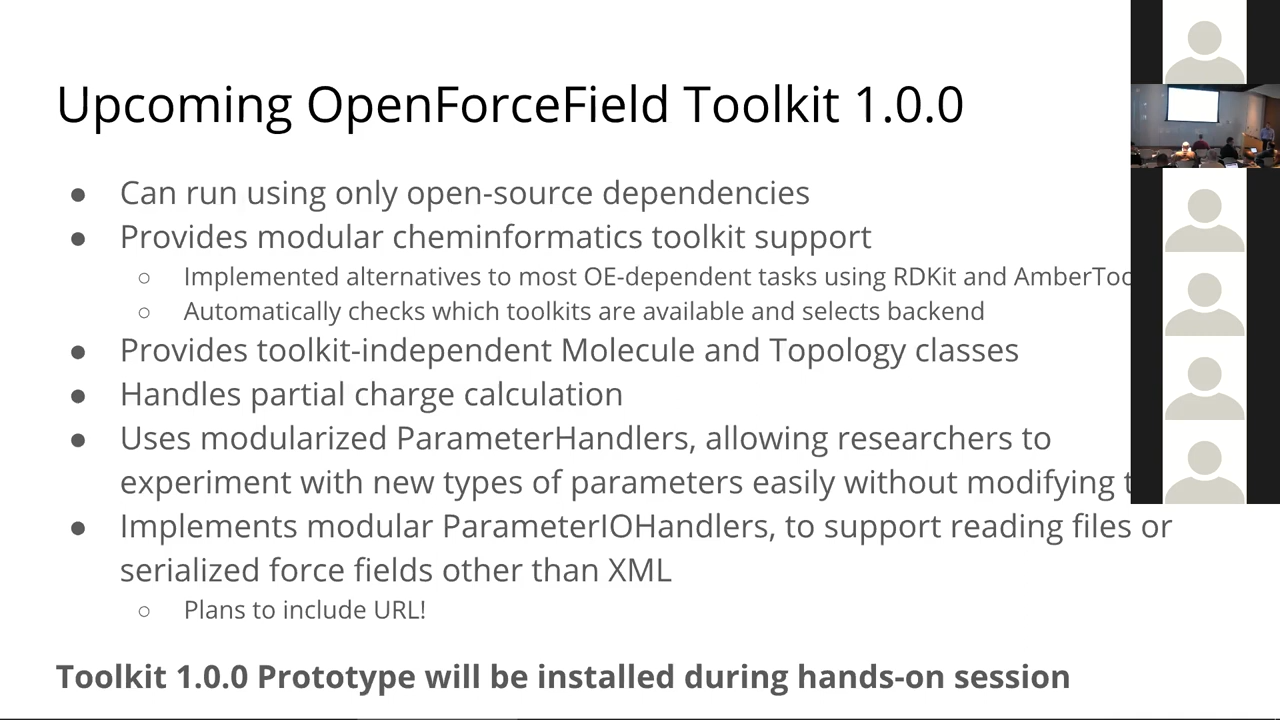 Upcoming OpenForceField Toolkit 1.0.0
● Can run using only open-source dependencies
● Provides modular cheminformatics toolkit support
○ Implemented alternatives to most OE-dependent tasks using RDKit and
○ Automatically checks which toolkits are available and selects backend
● Provides toolkit-independent Molecule and Topology classes
● Handles partial charge calculation
● Uses modularized ParameterHandlers, allowing researchers to
experiment with new types of parameters easily without modifying
● Implements modular ParameterIOHandlers, to support reading files or
serialized force fields other than XML
○ Plans to include URL!
Toolkit 1.0.0 Prototype will be installed during hands-on session